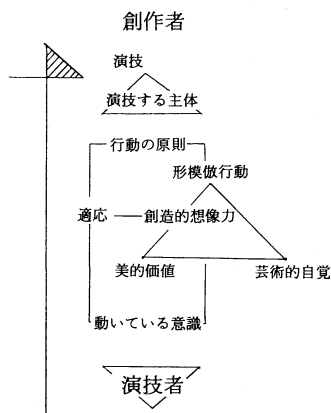 創作者
演技
演技する主体
行動の原則
形模倣行動
適応
創造的想像力
美的価値
芸術的自覚
動いている意識
演技者